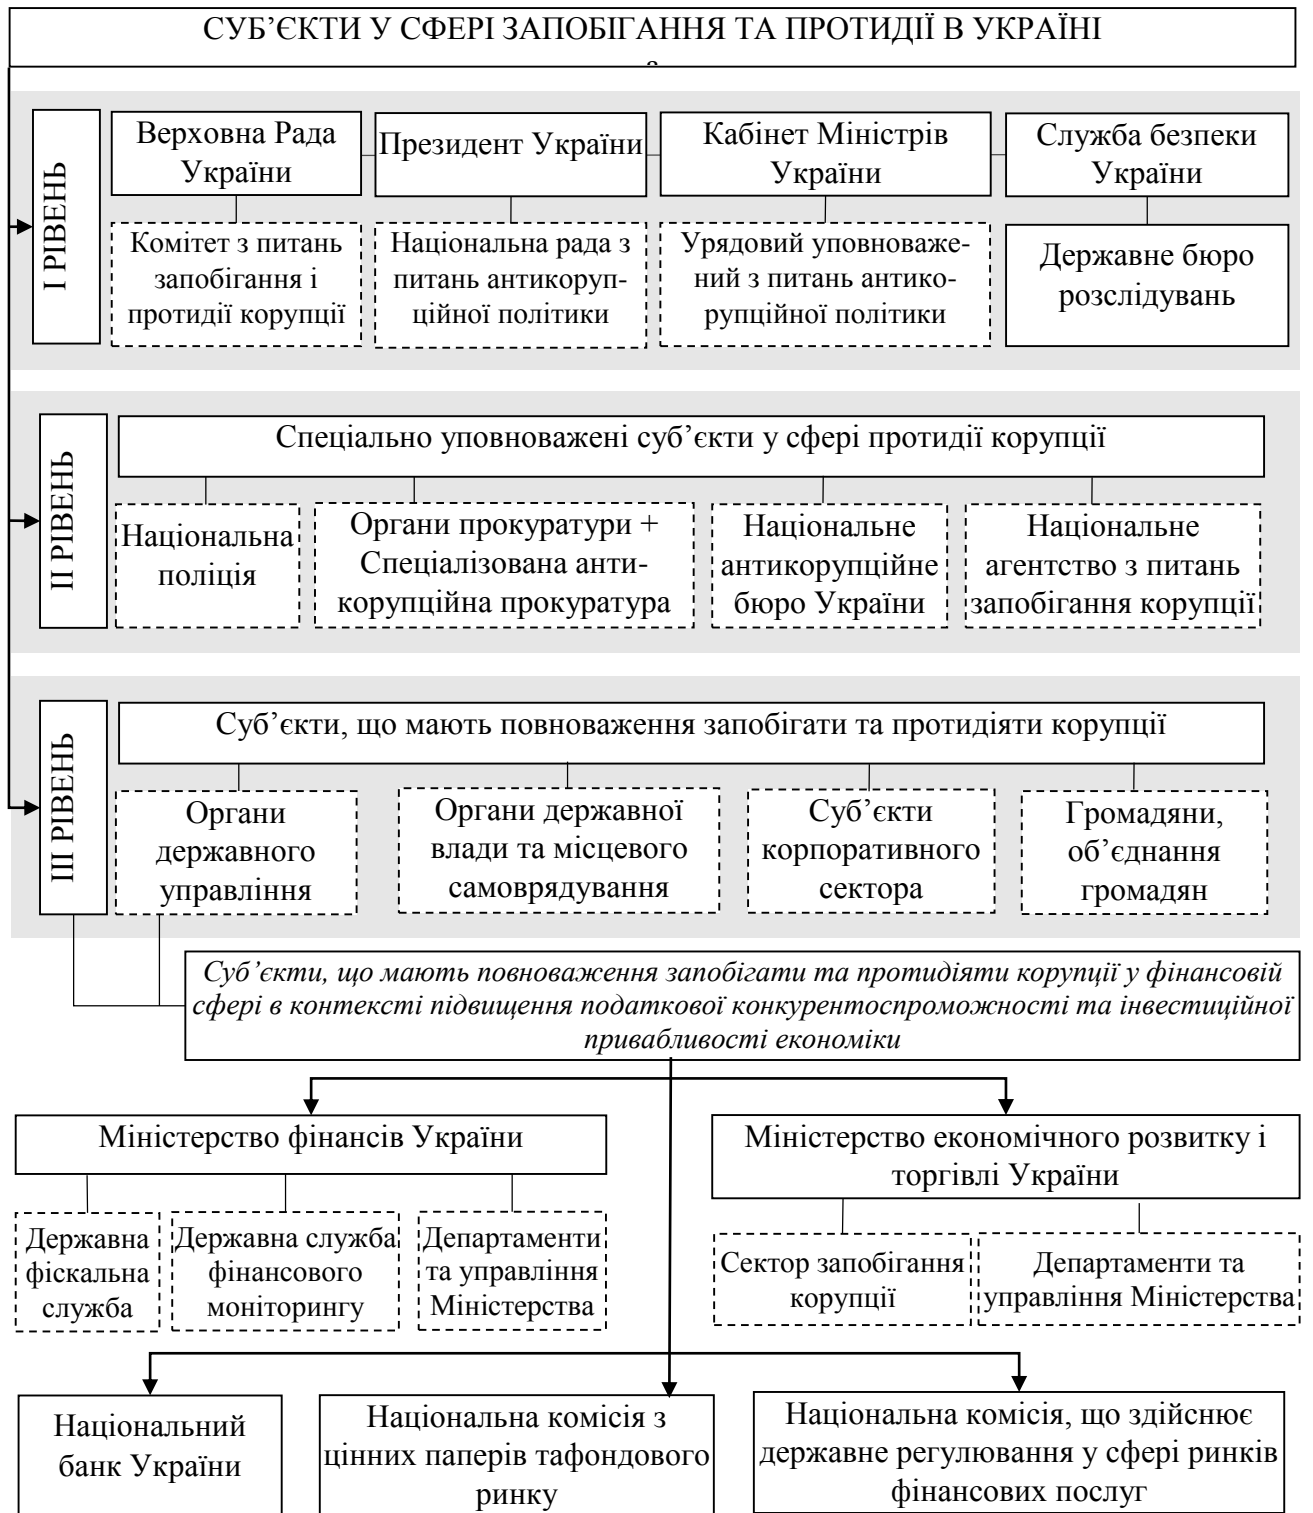 СУБ’ЄКТИ У СФЕРІ ЗАПОБІГАННЯ ТА ПРОТИДІЇ В УКРАЇНІ
І РІВЕНЬ
Верховна Рада
України
Президент України
Кабінет Міністрів
України
Служба безпеки
України
Комітет з питань
запобігання і
протидії корупції
Національна рада з
питань антикоруп-
ційної політики
Урядовий уповноваже-
ний з питань антико-
рупційної політики
Державне бюро
розслідувань
ІІ РІВЕНЬ
Спеціально уповноважені суб’єкти у сфері протидії корупції
Національна
поліція
Органи прокуратури +
Спеціалізована анти-
корупційна прокуратура
Національне
антикорупційне
бюро України
Національне
агентство з питань
запобігання корупції
ІІІ РІВЕНЬ
Суб’єкти, що мають повноваження запобігати та протидіяти корупції
Органи
державного
управління
Органи державної
влади та місцевого
самоврядування
Суб’єкти
корпоративного
сектора
Громадяни,
об’єднання
громадян
Суб’єкти, що мають повноваження запобігати та протидіяти корупції у фінансовій
сфері в контексті підвищення податкової конкурентоспроможності та інвестиційної
привабливості економіки
Міністерство фінансів України
Міністерство економічного розвитку і
торгівлі України
Державна
фіскальна
служба
Державна служба
фінансового
моніторингу
Департаменти
та управління
Міністерства
Сектор запобігання
корупції
Департаменти та
управління Міністерства
Національний
банк України
Національна комісія з
цінних паперів тафондового
ринку
Національна комісія, що здійснює
державне регулювання у сфері ринків
фінансових послуг